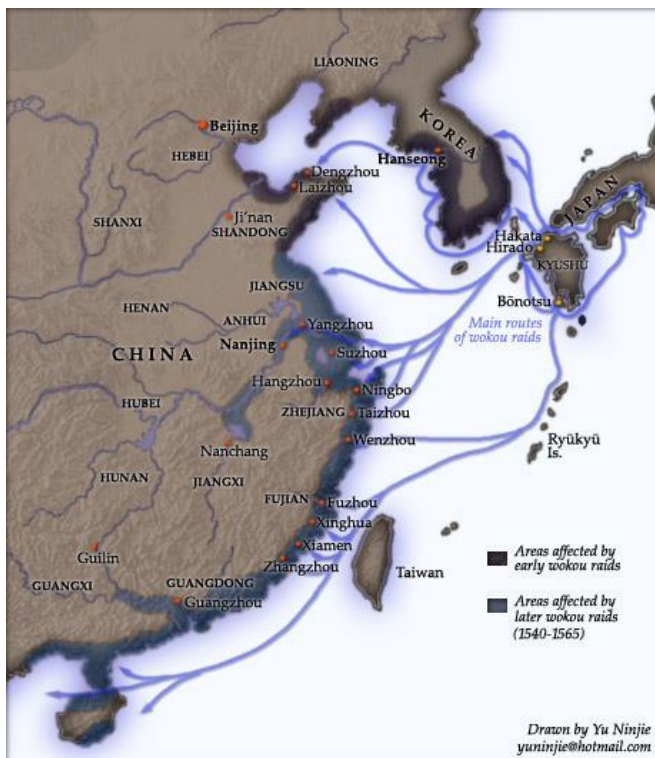 LIAONING
Beijing
HEBEI
KOREA
Hanseong
Dengzhou
Laizhou
SHANXI
Ji'nan
SHANDONG
JAPAN
Hakata
Hirado
KYUSHU
Bōnotsu
JIANGSU
HENAN
ANHUI
Yangzhou
Main routes
of wokou raids
Nanjing
Suzhou
CHINA
Hangzhou
Ningbo
HUBEI
ZHEJIANG
Taizhou
Wenzhou
Nanchang
Ryūkyū
Is.
HUNAN
JIANGXI
FUJIAN
Fuzhou
Xinghua
Guilin
Xiamen
Zhangzhou
Taiwan
GUANGXI
GUANGDONG
Guangzhou
Areas affected by
early wokou raids
Areas affected by
later wokou raids
(1540-1565)
Drawn by Yu Ninjie
yuninjie@hotmail.com